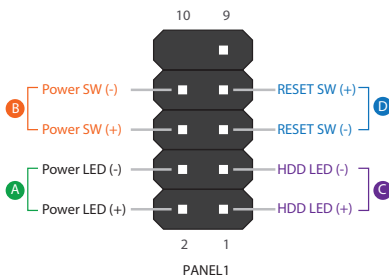 10 9
Power SW (-) RESET SW (+)
B D
Power SW (+) RESET SW (-)
Power LED (-) HDD LED (-)
A C
Power LED (+) HDD LED (+)
2 1
PANEL1